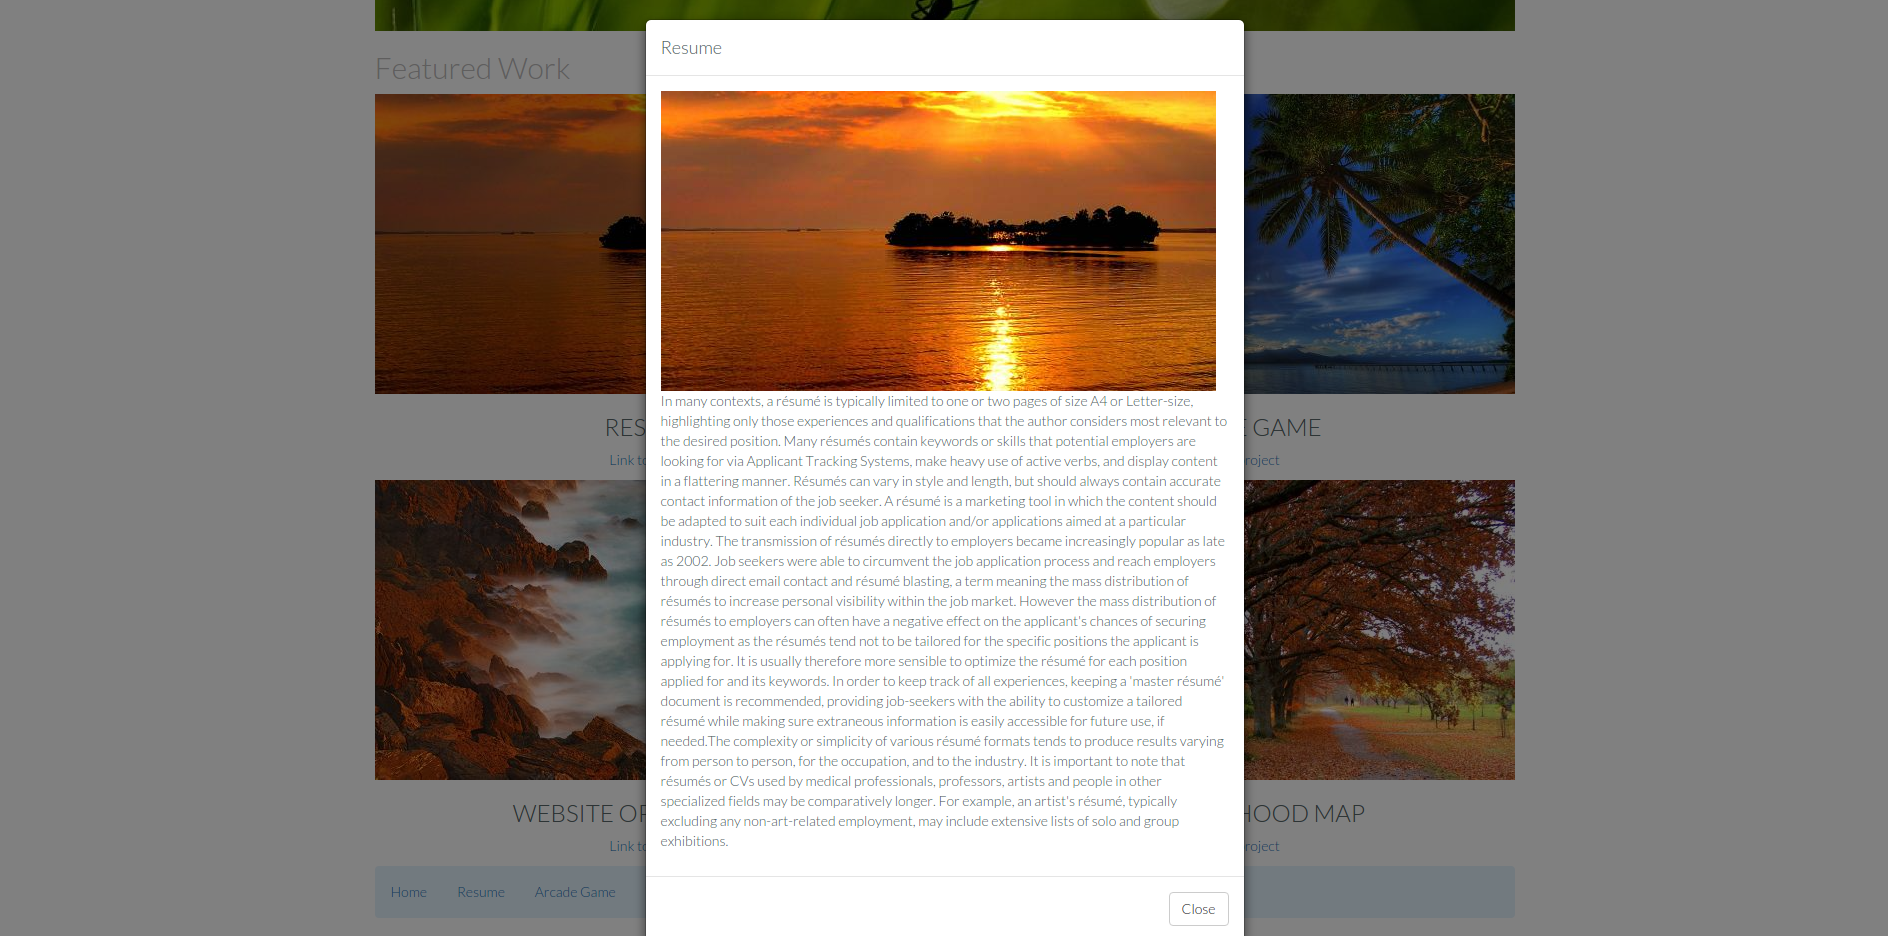 Resume
Featured Work
In many contexts, a résumé is typically limited to one or two pages of size A4 or Letter-size,
highlighting only those experiences and qualifications that the author considers most relevant to
the desired position. Many résumés contain keywords or skills that potential employers are
looking for via Applicant Tracking Systems, make heavy use of active verbs, and display content
in a flattering manner. Résumés can vary in style and length, but should always contain accurate
contact information of the job seeker. A résumé is a marketing tool in which the content should
be adapted to suit each individual job application and/or applications aimed at a particular
industry. The transmission of résumés directly to employers became increasingly popular as late
as 2002. Job seekers were able to circumvent the job application process and reach employers
through direct email contact and résumé blasting, a term meaning the mass distribution of
résumés to increase personal visibility within the job market. However the mass distribution of
résumés to employers can often have a negative effect on the applicant's chances of securing
employment as the résumés tend not to be tailored for the specific positions the applicant is
applying for. It is usually therefore more sensible to optimize the résumé for each position
applied for and its keywords. In order to keep track of all experiences, keeping a 'master résumé'
document is recommended, providing job-seekers with the ability to customize a tailored
résumé while making sure extraneous information is easily accessible for future use, if
needed.The complexity or simplicity of various résumé formats tends to produce results varying
from person to person, for the occupation, and to the industry. It is important to note that
résumés or CVs used by medical professionals, professors, artists and people in other
specialized fields may be comparatively longer. For example, an artist's résumé, typically
excluding any non-art-related employment, may include extensive lists of solo and group
exhibitions.
Close
RES
E GAME
Link to
roject
WEBSITE OP
HOOD MAP
Link to
roject
Home Resume Arcade Game